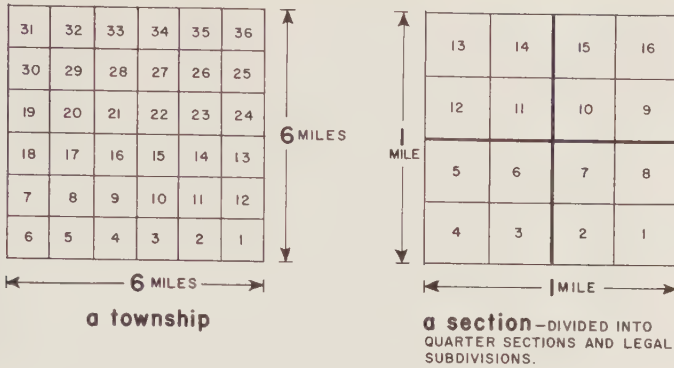 31 32 33 34 35 36
30 29 28 27 26 25
19 20 21 22 23 24
18 17 16 15 14 13
7 8 9 10 11 12
6 5 4 3 2 1
6 MILES
6 MILES
a township
13 14 15 16
12 11 10 9
5 6 7 8
4 3 2 1
1
MILE
1 MILE
a section—DIVIDED INTO
QUARTER SECTIONS AND LEGAL
SUBDIVISIONS.